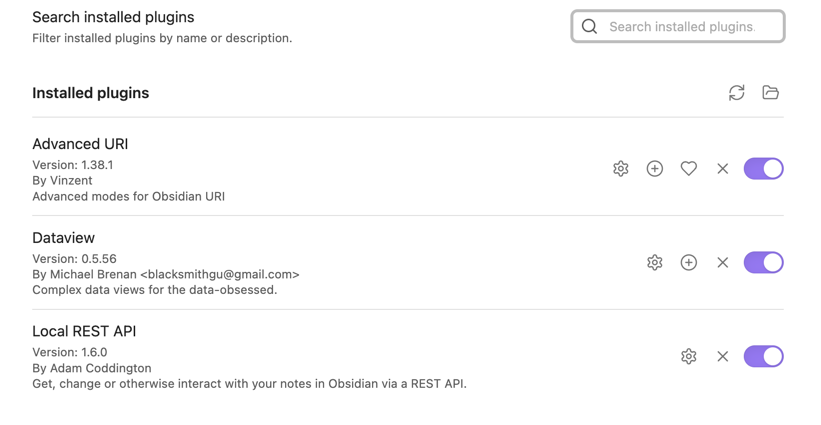 Search installed plugins
Filter installed plugins by name or description.
Search installed plugins.
Installed plugins
Advanced URI
Version: 1.38.1
By Vinzent
Advanced modes for Obsidian URI
Dataview
Version: 0.5.56
By Michael Brenan <blacksmithgu@gmail.com>
Complex data views for the data-obsessed.
Local REST API
Version: 1.6.0
By Adam Coddington
Get, change or otherwise interact with your notes in Obsidian via a REST API.